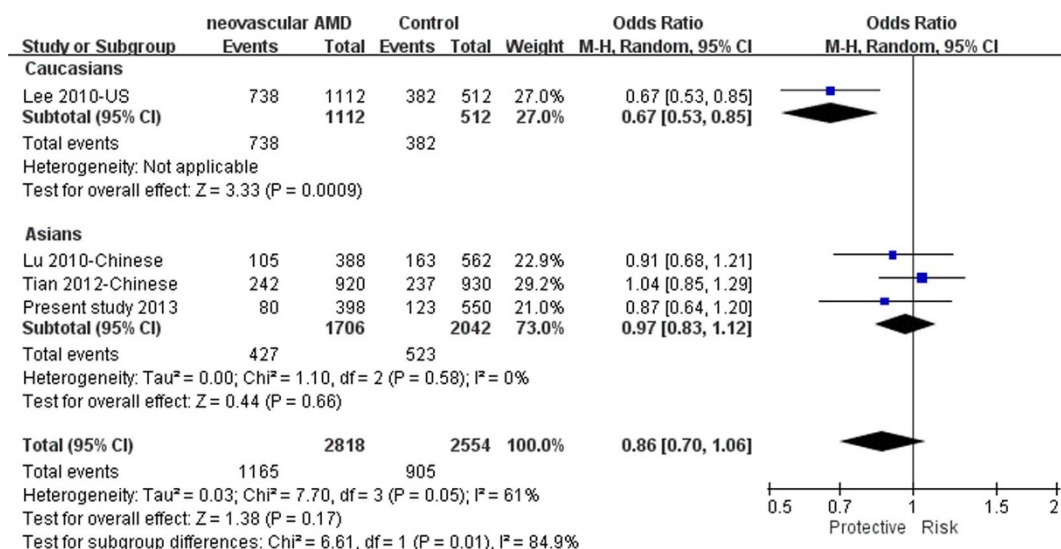 neovascular AMD Control Odds Ratio Odds Ratio
Study or Subgroup Events Total Events Total Weight M-H, Random, 95% CI M-H, Random, 95% CI
Caucasians
Lee 2010-US 738 1112 382 512 27.0% 0.67 [0.53, 0.85]
Subtotal (95% CI) 1112 512 27.0% 0.67 [0.53, 0.85]
Total events 738 382
Heterogeneity: Not applicable
Test for overall effect: Z = 3.33 (P = 0.0009)
Asians
Lu 2010-Chinese 105 388 163 562 22.9% 0.91 [0.68, 1.21]
Tian 2012-Chinese 242 920 237 930 29.2% 1.04 [0.85, 1.29]
Present study 2013 80 398 123 550 21.0% 0.87 [0.64, 1.20]
Subtotal (95% CI) 1706 2042 73.0% 0.97 [0.83, 1.12]
Total events 427 523
Heterogeneity: Tau² = 0.00; Chi² = 1.10, df = 2 (P = 0.58); I² = 0%
Test for overall effect: Z = 0.44 (P = 0.66)
Total (95% CI) 2818 2554 100.0% 0.86 [0.70, 1.06]
Total events 1165 905
Heterogeneity: Tau² = 0.03; Chi² = 7.70, df = 3 (P = 0.05); I² = 61%
Test for overall effect: Z = 1.38 (P = 0.17)
Test for subgroup differences: Chi² = 6.61, df = 1 (P = 0.01), I² = 84.9%
0.5 0.7 1 1.5 2
Protective Risk